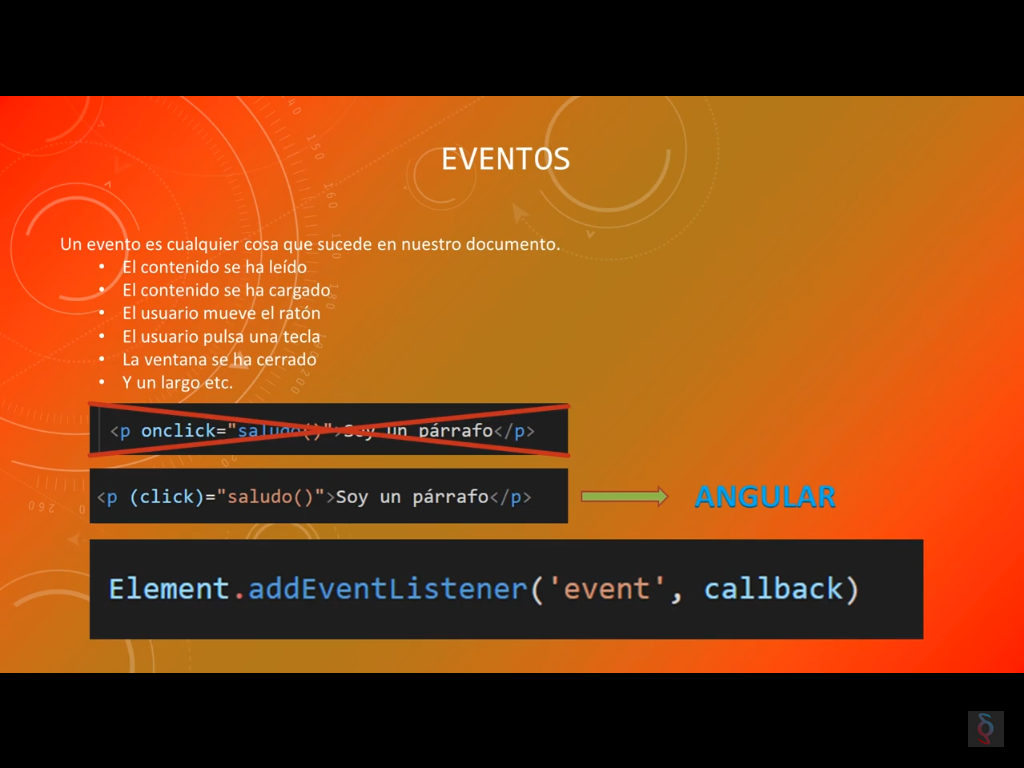 EVENTOS
Un evento es cualquier cosa que sucede en nuestro documento.
• El contenido se ha leído
• El contenido se ha cargado
• El usuario mueve el ratón
• El usuario pulsa una tecla
• La ventana se ha cerrado
• Y un largo etc.
<p onclick="saludo()">Soy un párrafo</p>
<p (click)="saludo()">Soy un párrafo</p>
ANGULAR
Element.addEventListener('event', callback)